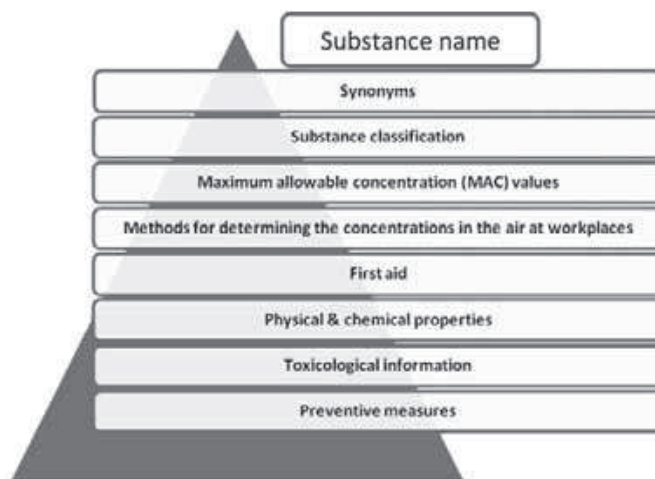 Substance name
Synonyms
Substance classification
Maximum allowable concentration (MAC) values
Methods for determining the concentrations in the air at workplaces
First aid
Physical & chemical properties
Toxicological information
Preventive measures